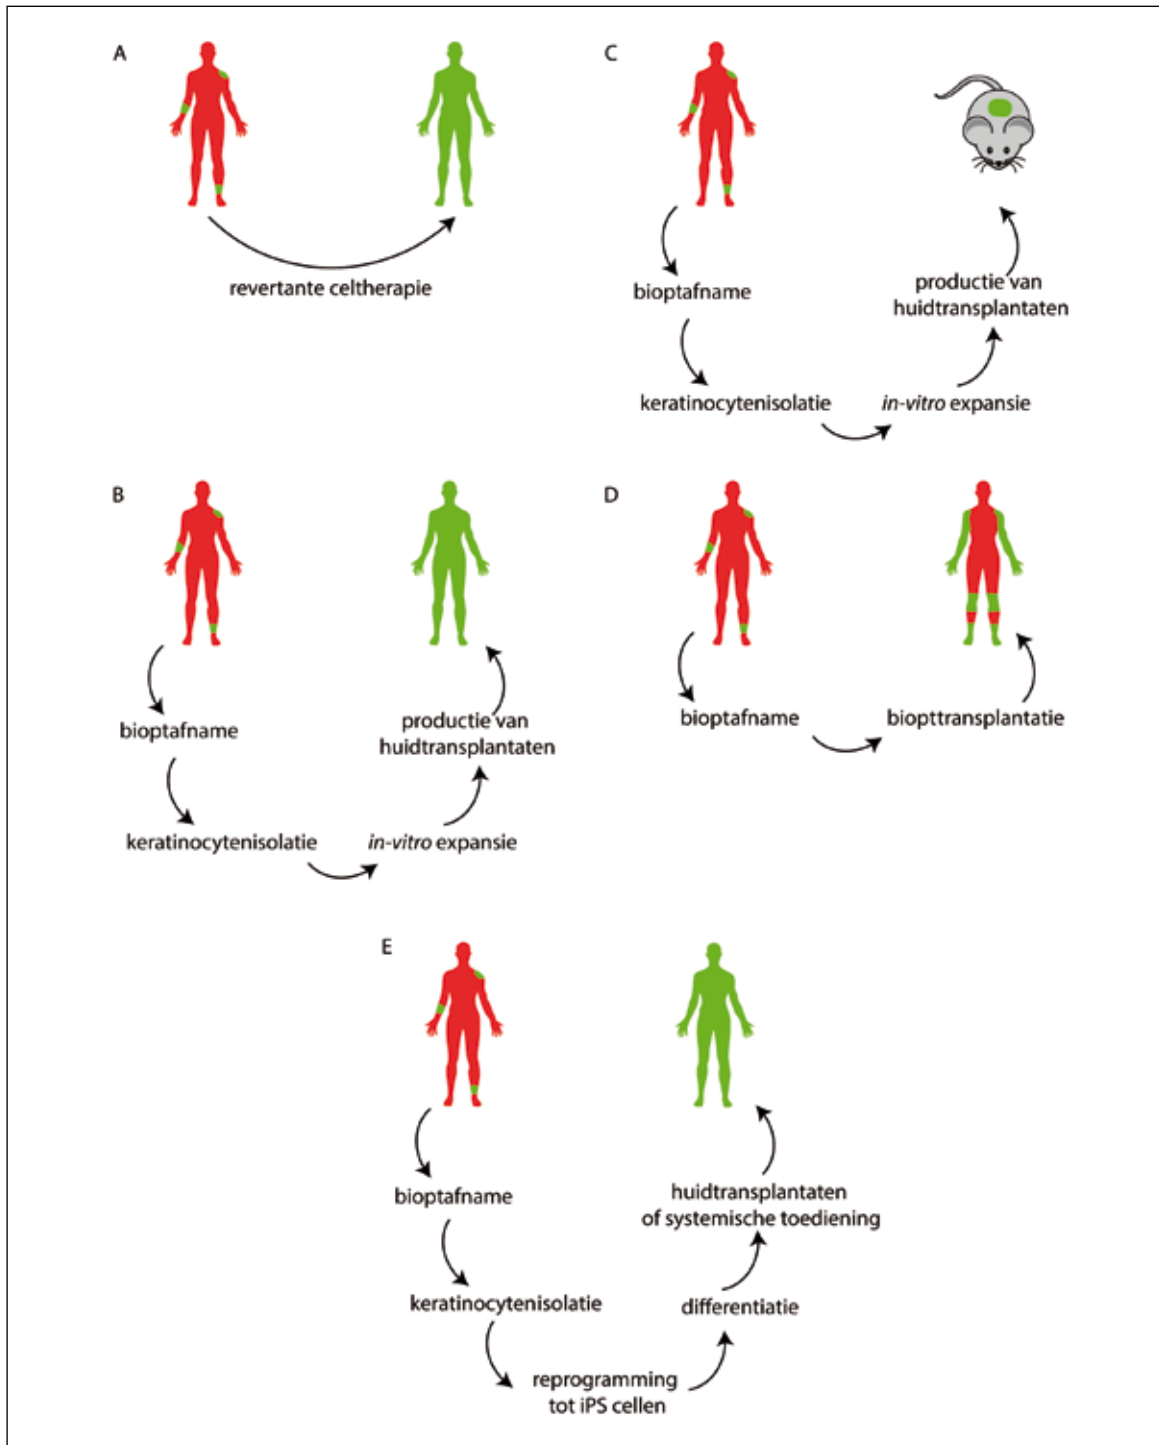 A
revertante celtherapie
C
bioptafname
keratinocytenisolatie
in-vitro expansie
productie van
huidtransplantaten
B
bioptafname
keratinocytenisolatie
in-vitro expansie
productie van
huidtransplantaten
D
bioptafname
biopttransplantatie
E
bioptafname
keratinocytenisolatie
reprogramming
tot iPS cellen
differentiatie
huidtransplantaten
of systemische toediening